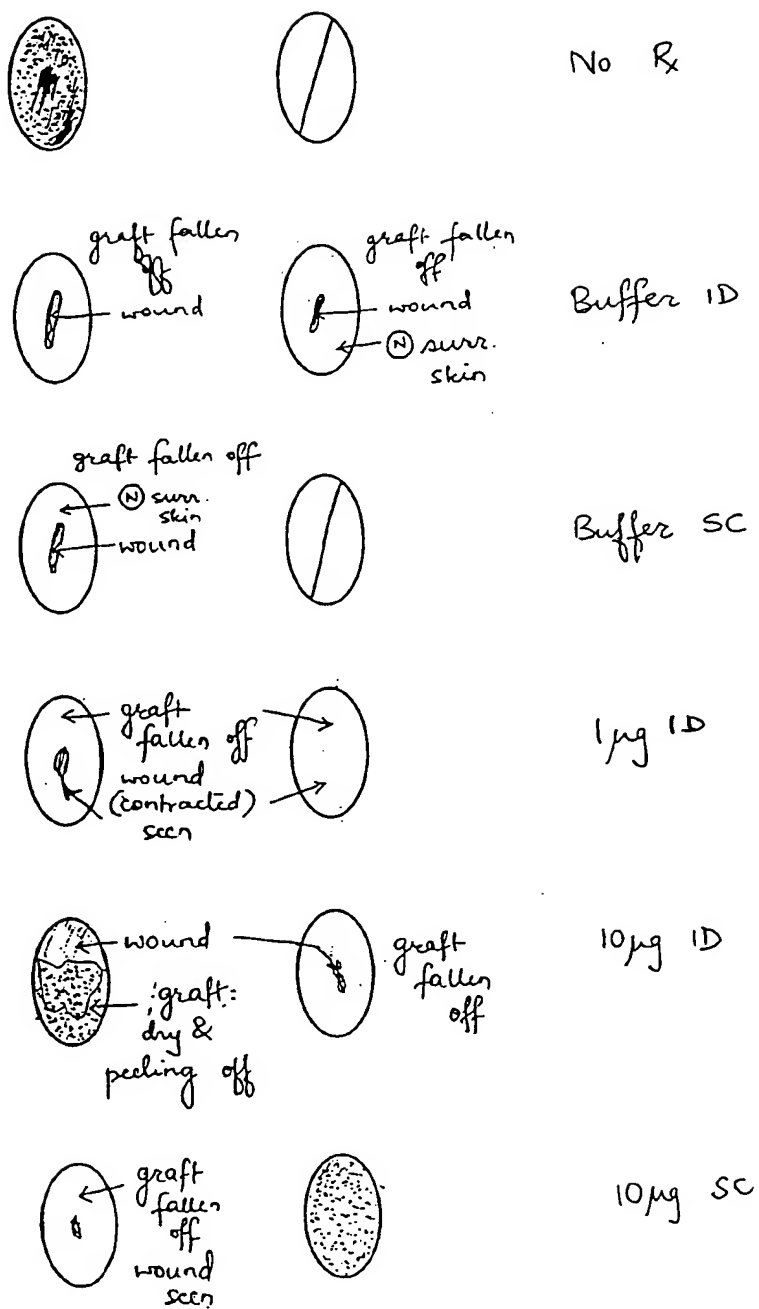 No Rx
graft fallen
off
wound
graft fallen
off
wound
Ⓝ surr.
skin
Buffer ID
graft fallen off
Ⓝ surr.
skin
wound
Buffer SC
graft
fallen off
wound
(contracted)
seen
1µg ID
wound
graft:
dry &
peeling off
graft
fallen
off
10µg ID
graft
fallen
off
wound
seen
10µg SC